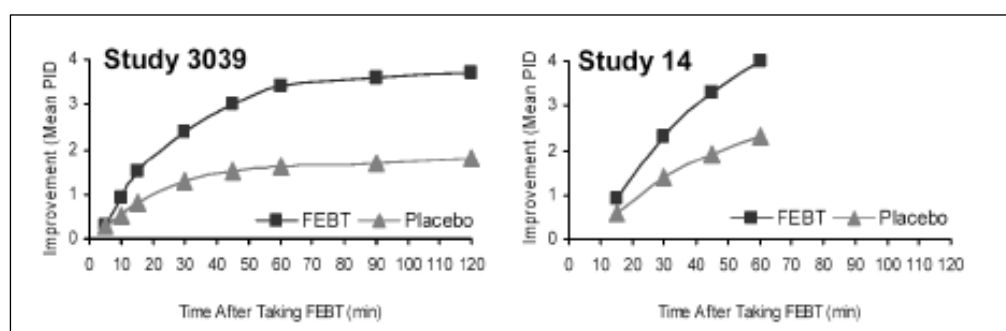 Study 3039
Improvement (Mean PID
4
3
2
1
0
FEBT Placebo
0 10 20 30 40 50 60 70 80 90 100 110 120
Time After Taking FEBT (min)
Study 14
Improvement (Mean PID
4
3
2
1
0
FEBT Placebo
0 10 20 30 40 50 60 70 80 90 100 110 120
Time After Taking FEBT (min)